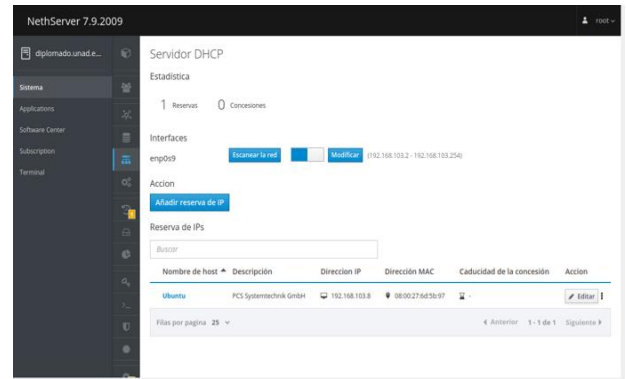 NethServer 7.9.2009
root
diplomado.unad.e...
Sistema
Applications
Software Center
Subscription
Terminal
Servidor DHCP
Estadística
1 Reservas 0 Concesiones
Interfaces
enp0s9 Escanear la red Modificar (192.168.103.2 - 192.168.103.254)
Accion
Añadir reserva de IP
Reserva de IPs
Buscar
Nombre de host Descripción Direccion IP Dirección MAC Caducidad de la concesión Accion
Ubuntu PCS Systemtechnik GmbH 192.168.103.8 08:00:27:6d:5b:97 - Editar
Filas por pagina 25 Anterior 1 - 1 de 1 Siguiente